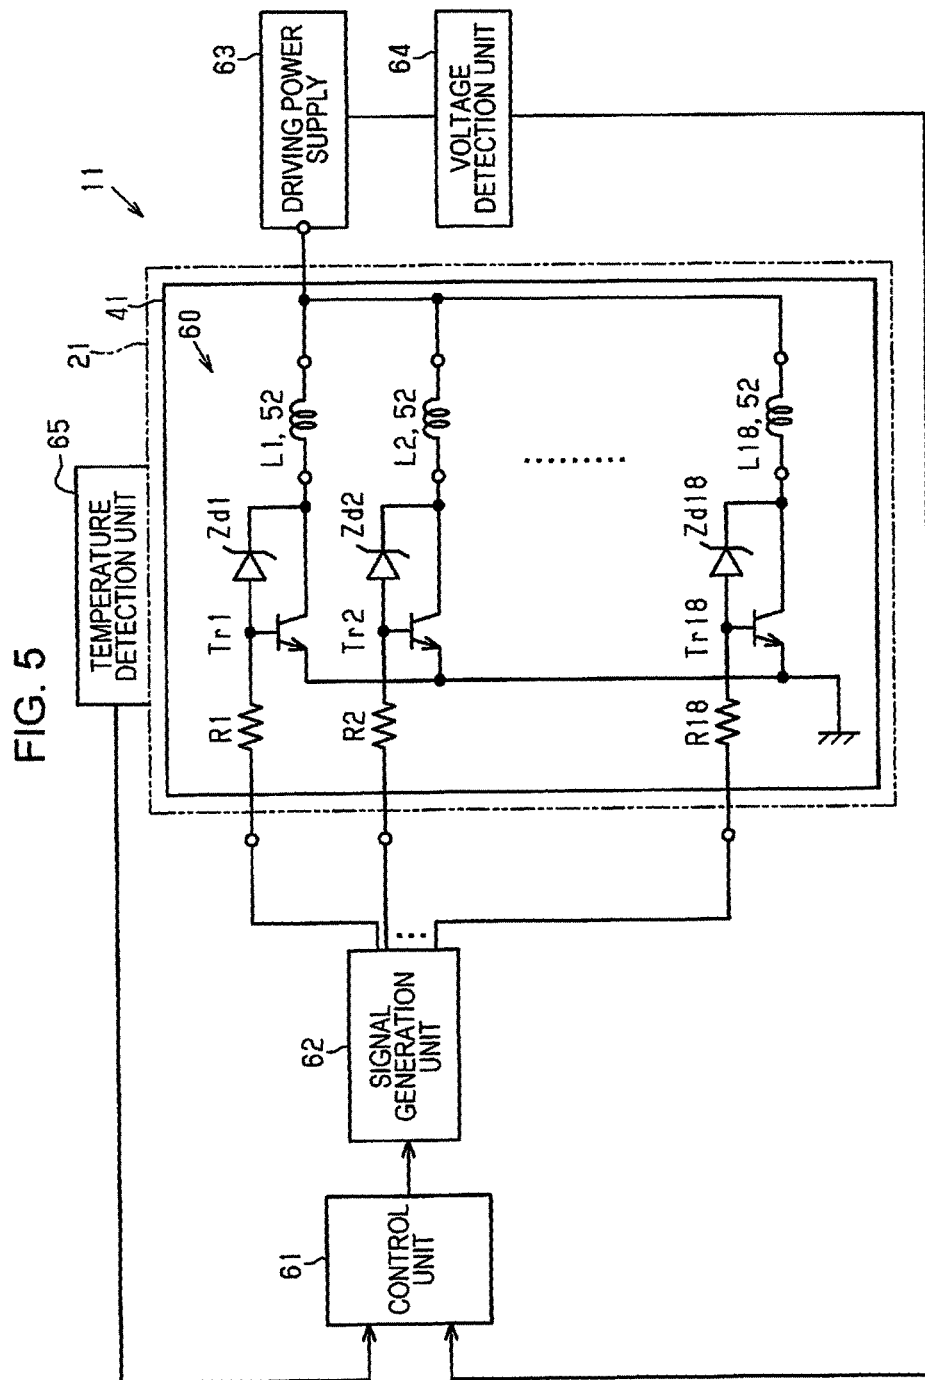 FIG. 5
11
65
TEMPERATURE
DETECTION UNIT
21
41
63
DRIVING POWER
SUPPLY
60
64
VOLTAGE
DETECTION UNIT
61
CONTROL
UNIT
62
SIGNAL
GENERATION
UNIT
R1
Tr1
Zd1
L1, 52
R2
Tr2
Zd2
L2, 52
R18
Tr18
Zd18
L18, 52